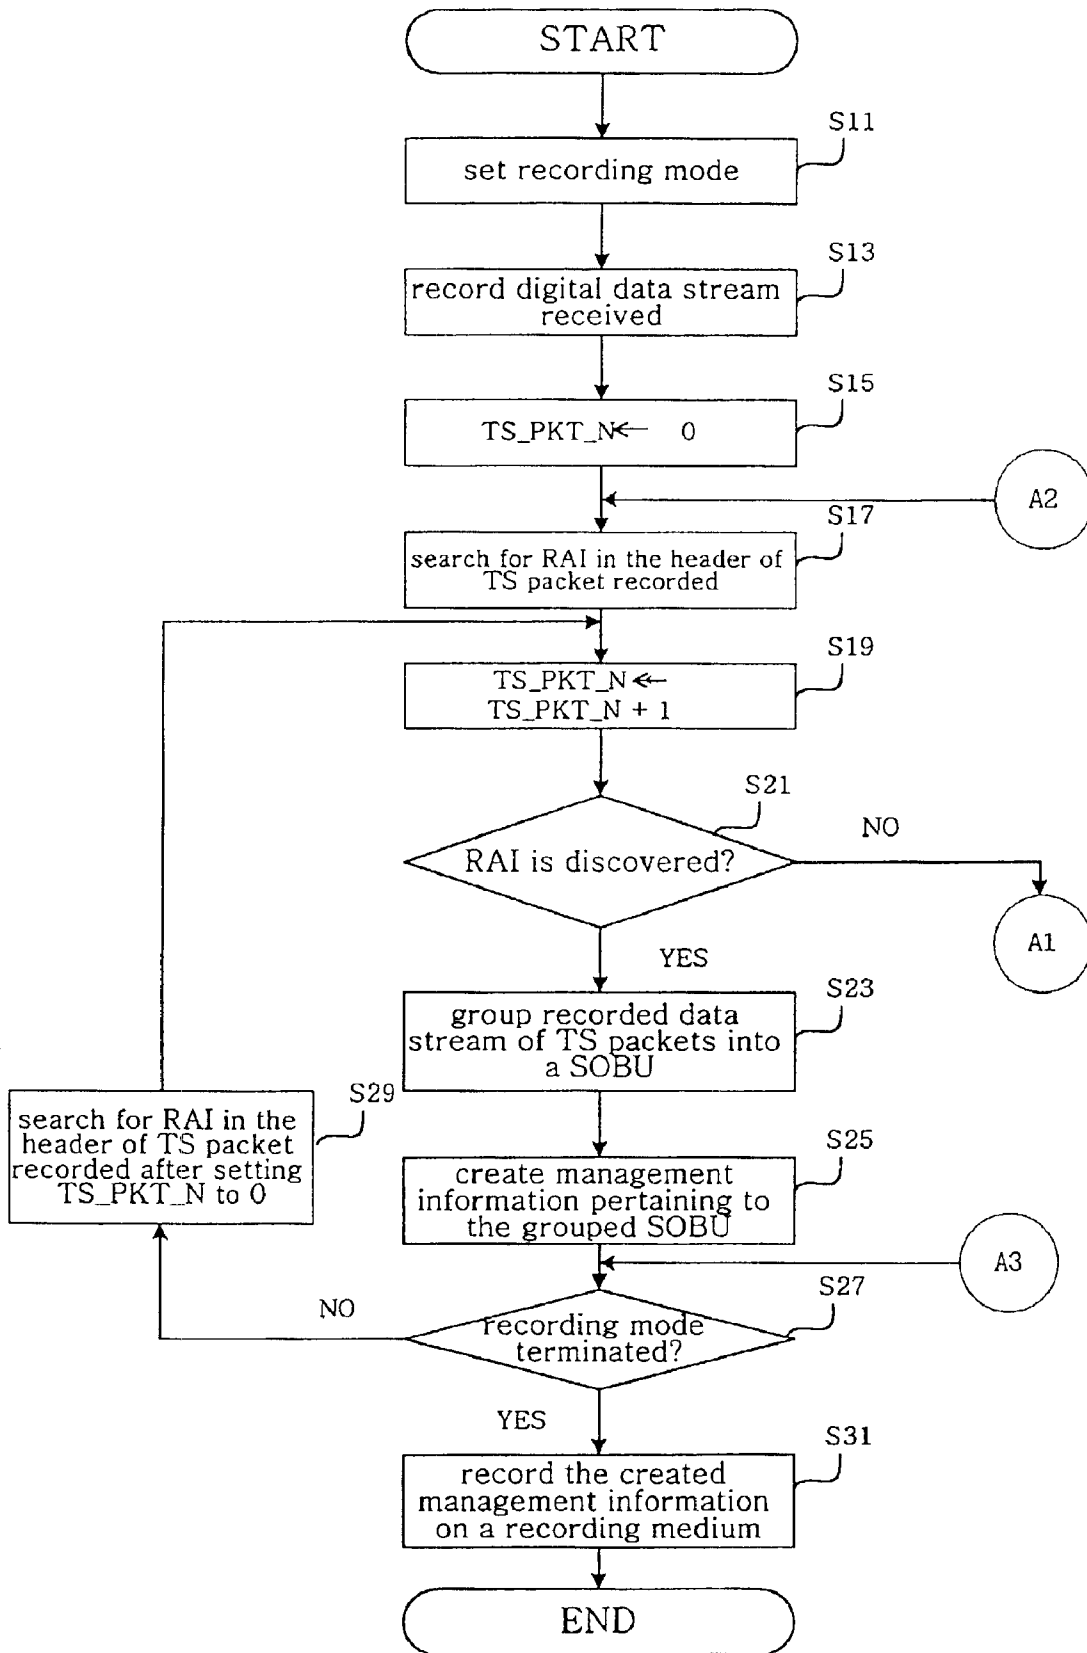 START
S11
set recording mode
S13
record digital data stream
received
S15
TS_PKT_N← 0
A2
S17
search for RAI in the header of
TS packet recorded
S19
TS_PKT_N←
TS_PKT_N + 1
S21
RAI is discovered?
NO
A1
YES
S23
group recorded data
stream of TS packets into
a SOBU
S29
search for RAI in the
header of TS packet
recorded after setting
TS_PKT_N to 0
S25
create management
information pertaining to
the grouped SOBU
A3
S27
NO
recording mode
terminated?
YES
S31
record the created
management information
on a recording medium
END